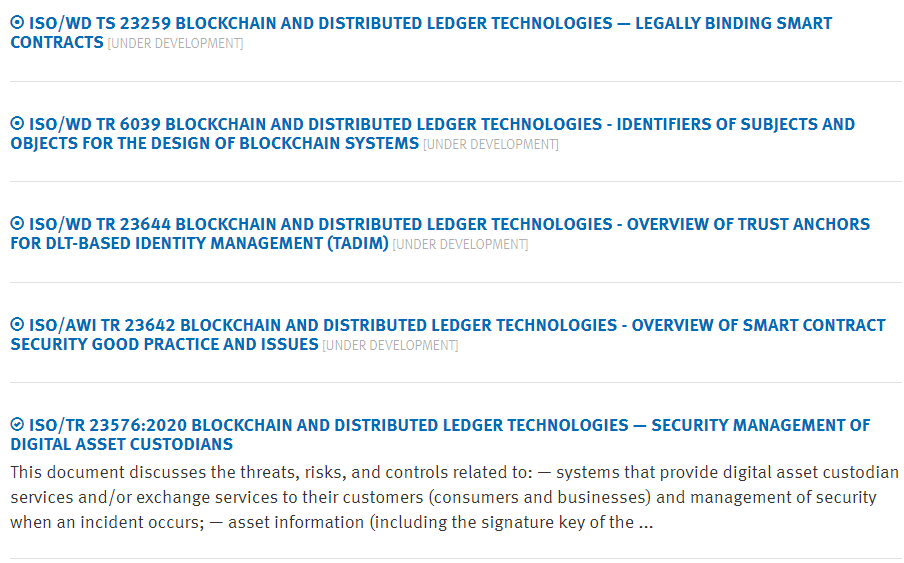 ISO/WD TS 23259 BLOCKCHAIN AND DISTRIBUTED LEDGER TECHNOLOGIES — LEGALLY BINDING SMART
CONTRACTS [UNDER DEVELOPMENT]
ISO/WD TR 6039 BLOCKCHAIN AND DISTRIBUTED LEDGER TECHNOLOGIES - IDENTIFIERS OF SUBJECTS AND
OBJECTS FOR THE DESIGN OF BLOCKCHAIN SYSTEMS [UNDER DEVELOPMENT]
ISO/WD TR 23644 BLOCKCHAIN AND DISTRIBUTED LEDGER TECHNOLOGIES - OVERVIEW OF TRUST ANCHORS
FOR DLT-BASED IDENTITY MANAGEMENT (TADIM) [UNDER DEVELOPMENT]
ISO/AWI TR 23642 BLOCKCHAIN AND DISTRIBUTED LEDGER TECHNOLOGIES - OVERVIEW OF SMART CONTRACT
SECURITY GOOD PRACTICE AND ISSUES [UNDER DEVELOPMENT]
ISO/TR 23576:2020 BLOCKCHAIN AND DISTRIBUTED LEDGER TECHNOLOGIES — SECURITY MANAGEMENT OF
DIGITAL ASSET CUSTODIANS
This document discusses the threats, risks, and controls related to: — systems that provide digital asset custodian
services and/or exchange services to their customers (consumers and businesses) and management of security
when an incident occurs; — asset information (including the signature key of the ...